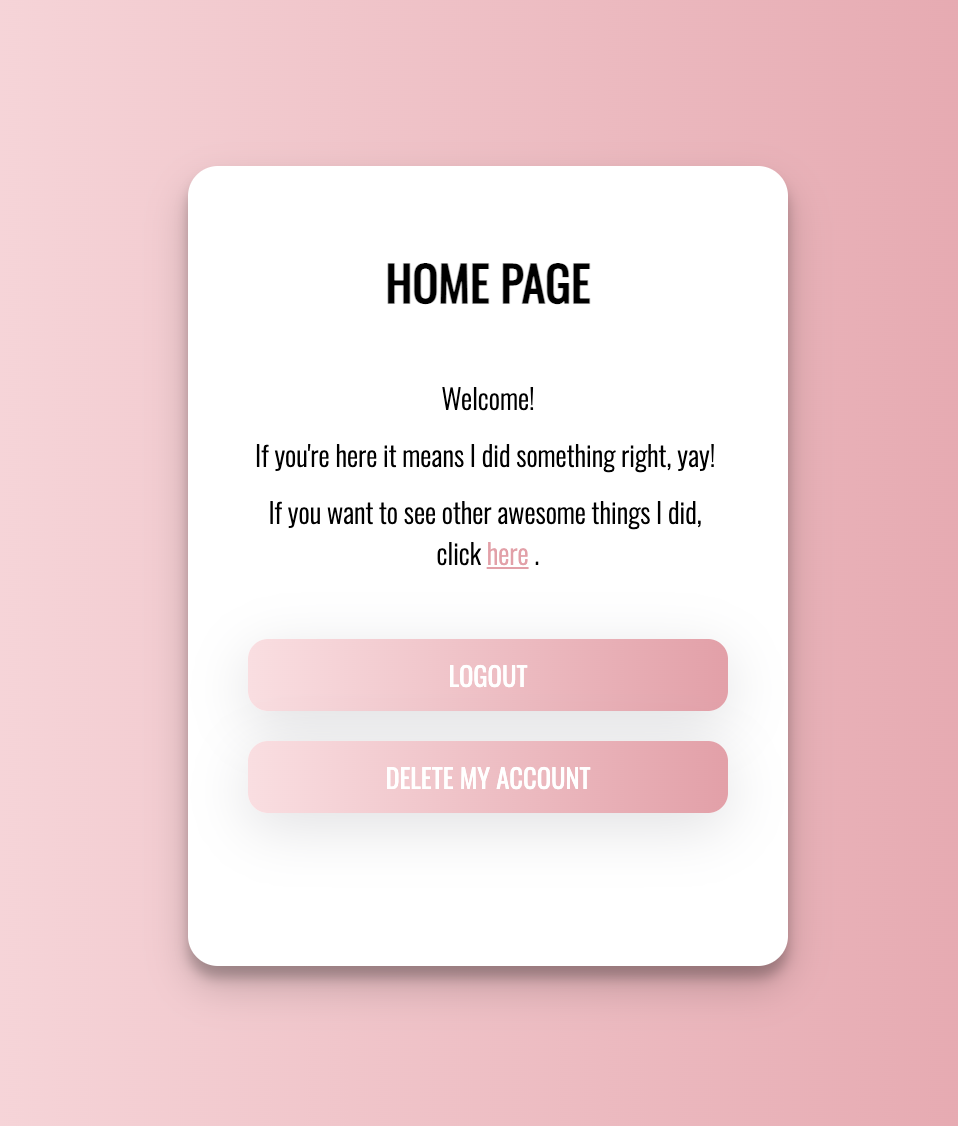 HOME PAGE
Welcome!
If you're here it means I did something right, yay!
If you want to see other awesome things I did,
click here .
LOGOUT
DELETE MY ACCOUNT